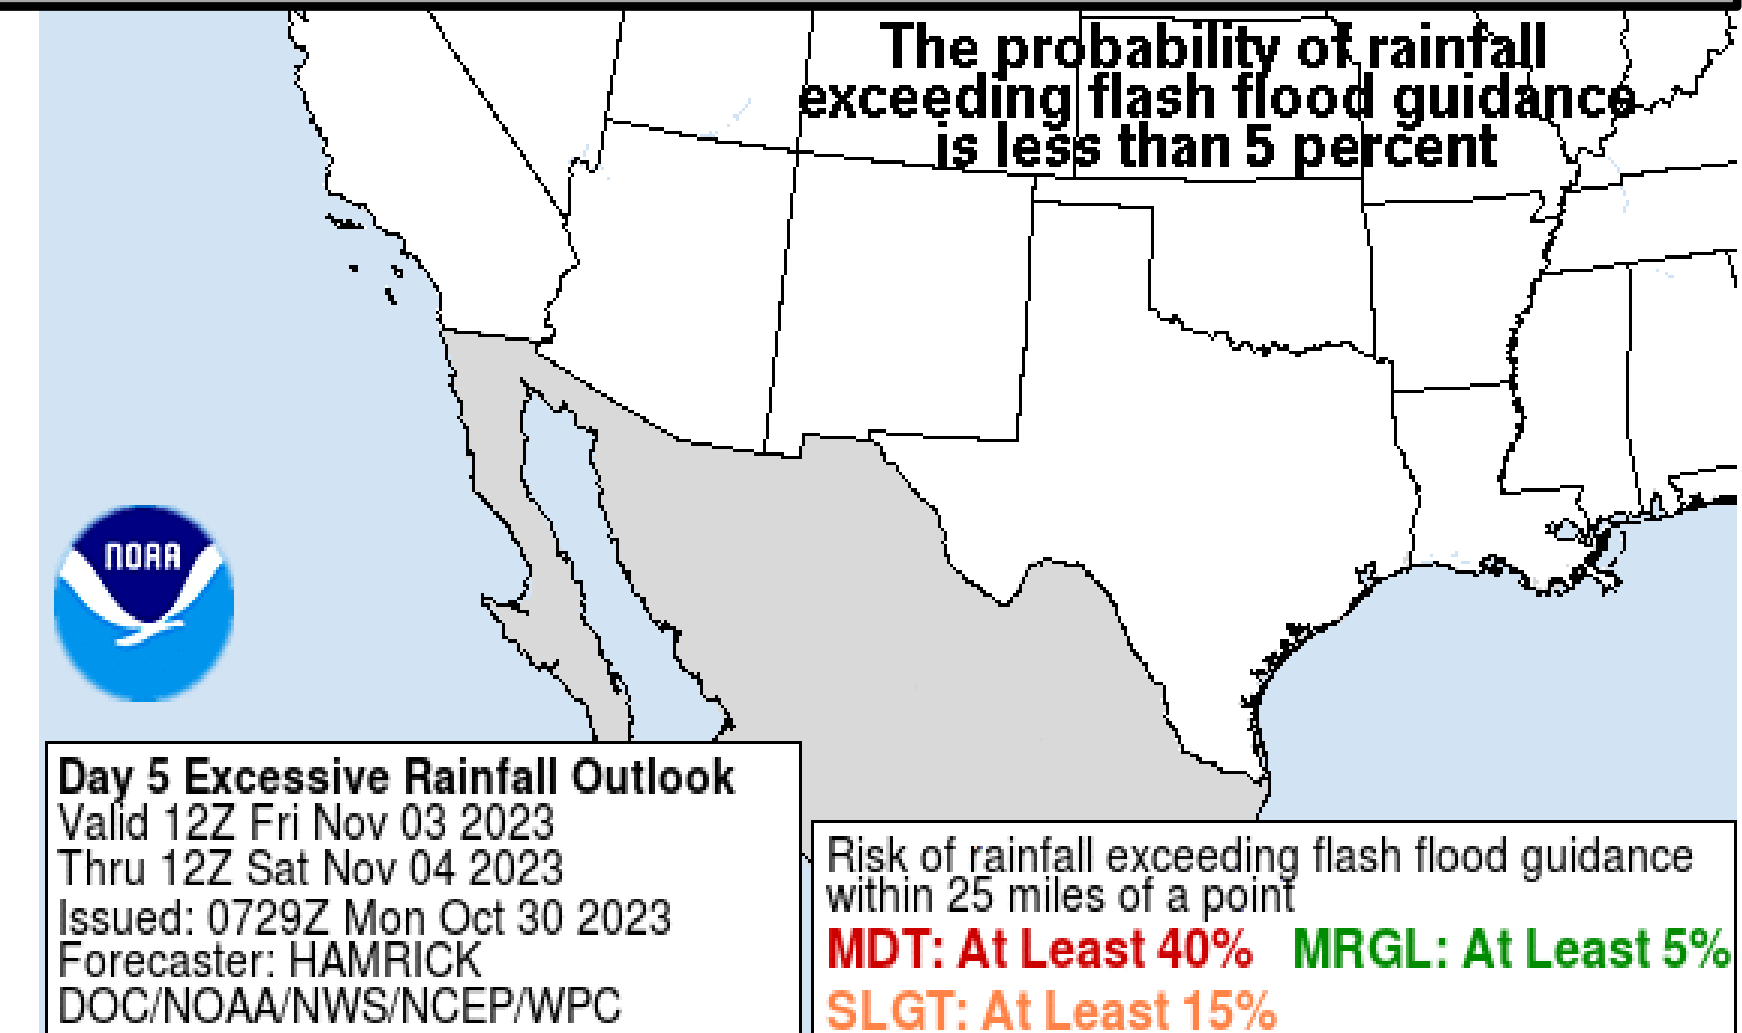 The probability of rainfall
exceeding flash flood guidance
is less than 5 percent
NOAA
Day 5 Excessive Rainfall Outlook
Valid 12Z Fri Nov 03 2023
Thru 12Z Sat Nov 04 2023
Issued: 0729Z Mon Oct 30 2023
Forecaster: HAMRICK
DOC/NOAA/NWS/NCEP/WPC
Risk of rainfall exceeding flash flood guidance
within 25 miles of a point
MDT: At Least 40% MRGL: At Least 5%
SLGT: At Least 15%